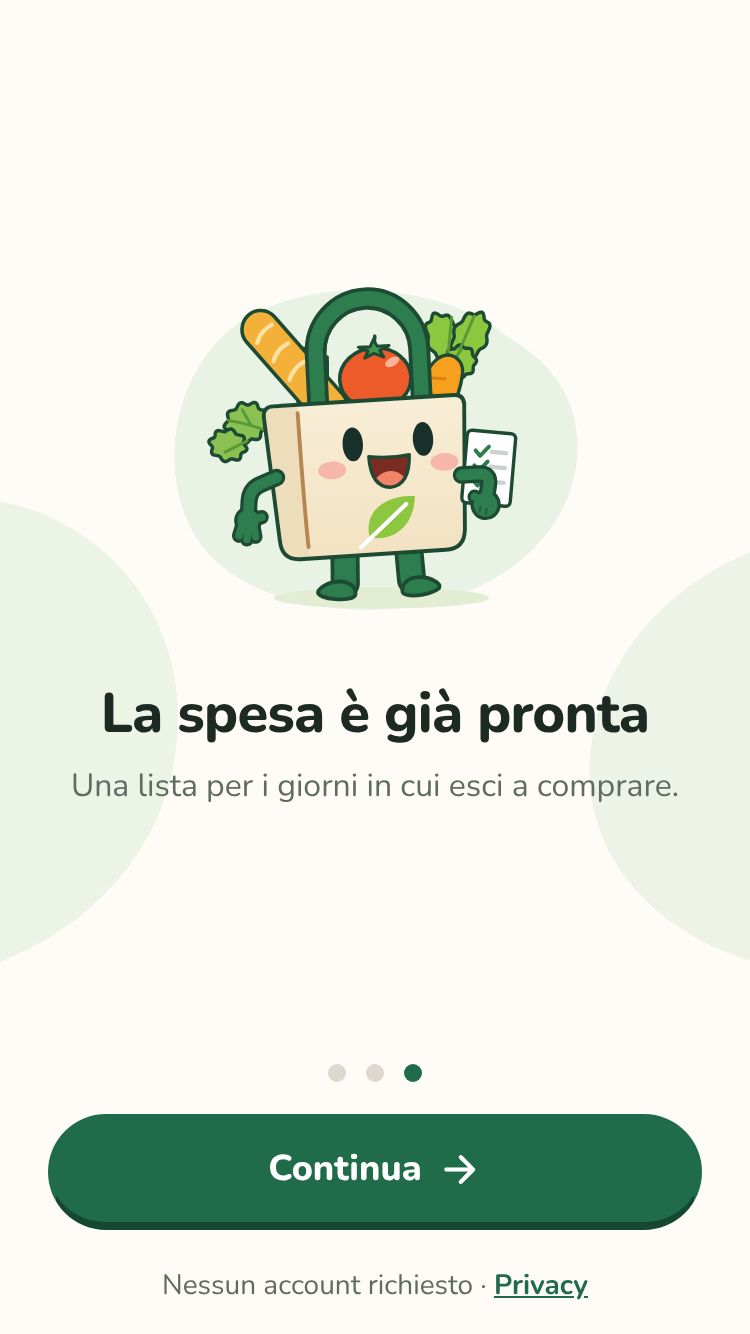 La spesa è già pronta
Una lista per i giorni in cui esci a comprare.
Continua
Nessun account richiesto · Privacy